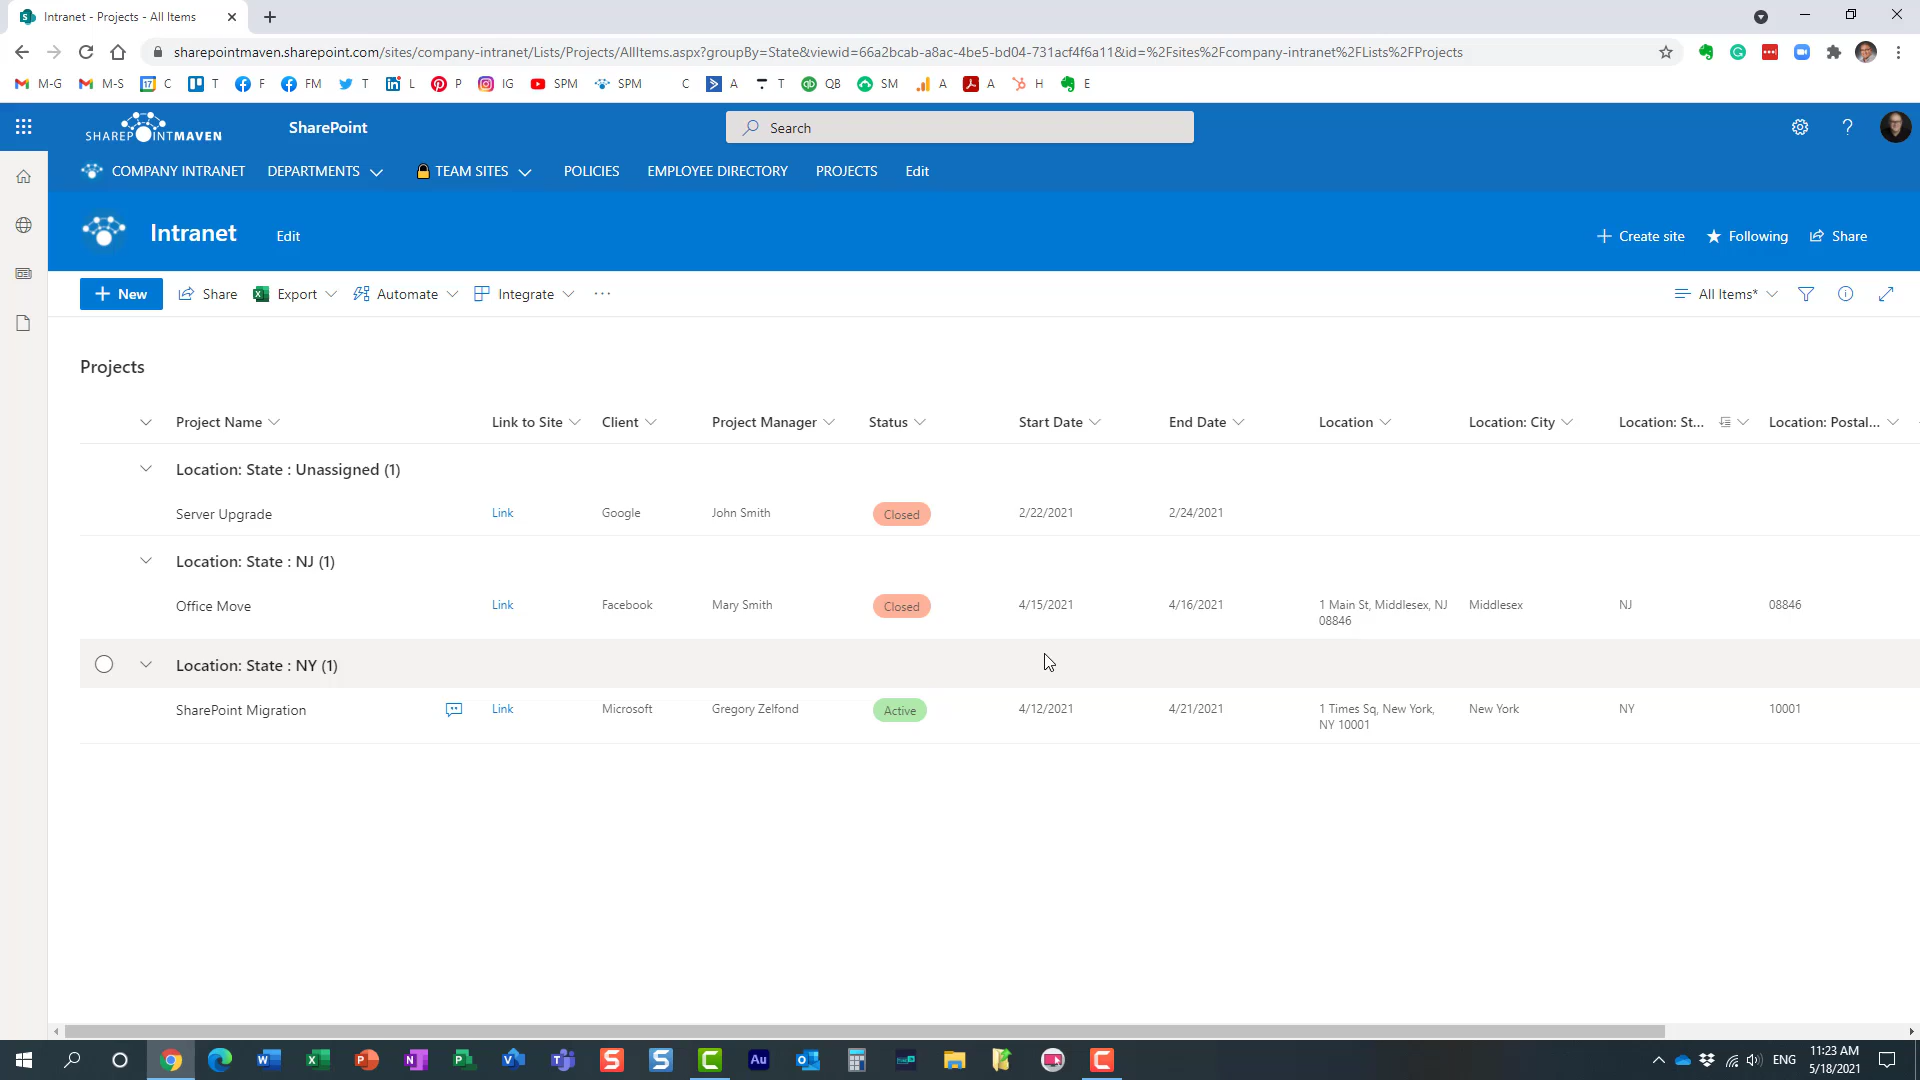 Intranet - Projects - All Items
sharepointmaven.sharepoint.com/sites/company-intranet/Lists/Projects/AllItems.aspx?groupBy=State&viewid=66a2bcab-a8ac-4be5-bd04-731acf4f6a11&id=%2Fsites%2Fcompany-intranet%2FLists%2FProjects
M-G M-S C T F FM T L P IG SPM SPM C A T QB SM A A H E
SHAREPOINTMAVEN SharePoint Search
COMPANY INTRANET DEPARTMENTS TEAM SITES POLICIES EMPLOYEE DIRECTORY PROJECTS Edit
Intranet Edit Create site Following Share
New Share Export Automate Integrate ... All Items*
Projects
Project Name Link to Site Client Project Manager Status Start Date End Date Location Location: City Location: St... Location: Postal...
Location: State : Unassigned (1)
Server Upgrade Link Google John Smith Closed 2/22/2021 2/24/2021
Location: State : NJ (1)
Office Move Link Facebook Mary Smith Closed 4/15/2021 4/16/2021 1 Main St, Middlesex, NJ Middlesex NJ 08846
08846
Location: State : NY (1)
SharePoint Migration Link Microsoft Gregory Zelfond Active 4/12/2021 4/21/2021 1 Times Sq, New York, New York NY 10001
NY 10001
ENG 11:23 AM
5/18/2021